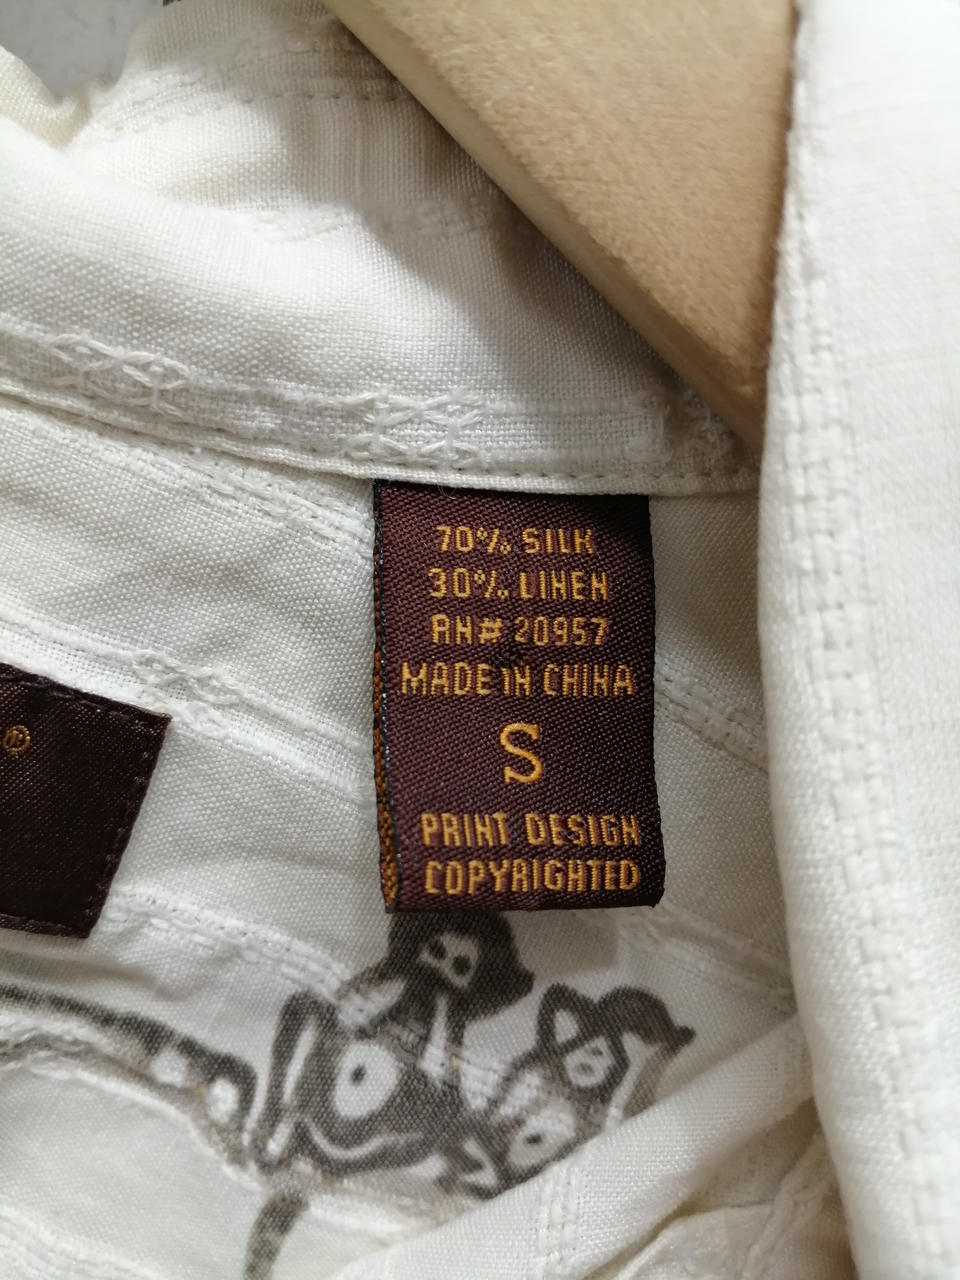 ®
70% SILK
30% LINEN
RN# 20957
MADE IN CHINA
S
PRINT DESIGN
COPYRIGHTED